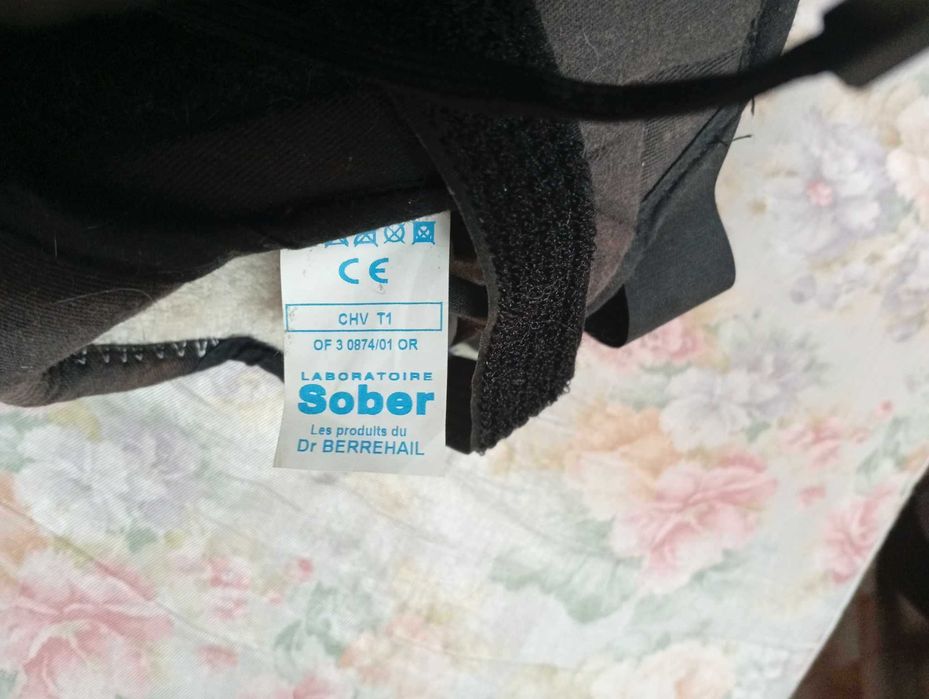 CE
CHV T1
OF 3 0874/01 OR
LABORATOIRE
Sober
Les produits du
Dr BERREHAIL